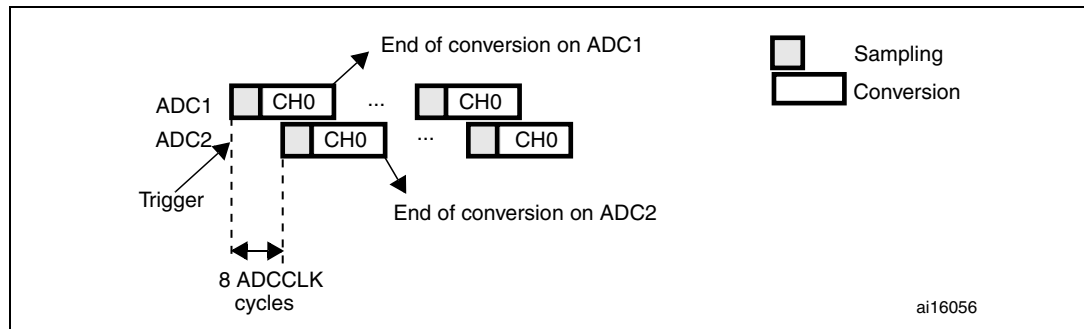 End of conversion on ADC1
Sampling
Conversion
ADC1
CH0
...
CH0
ADC2
CH0
...
CH0
Trigger
End of conversion on ADC2
8 ADCCLK
cycles
ai16056